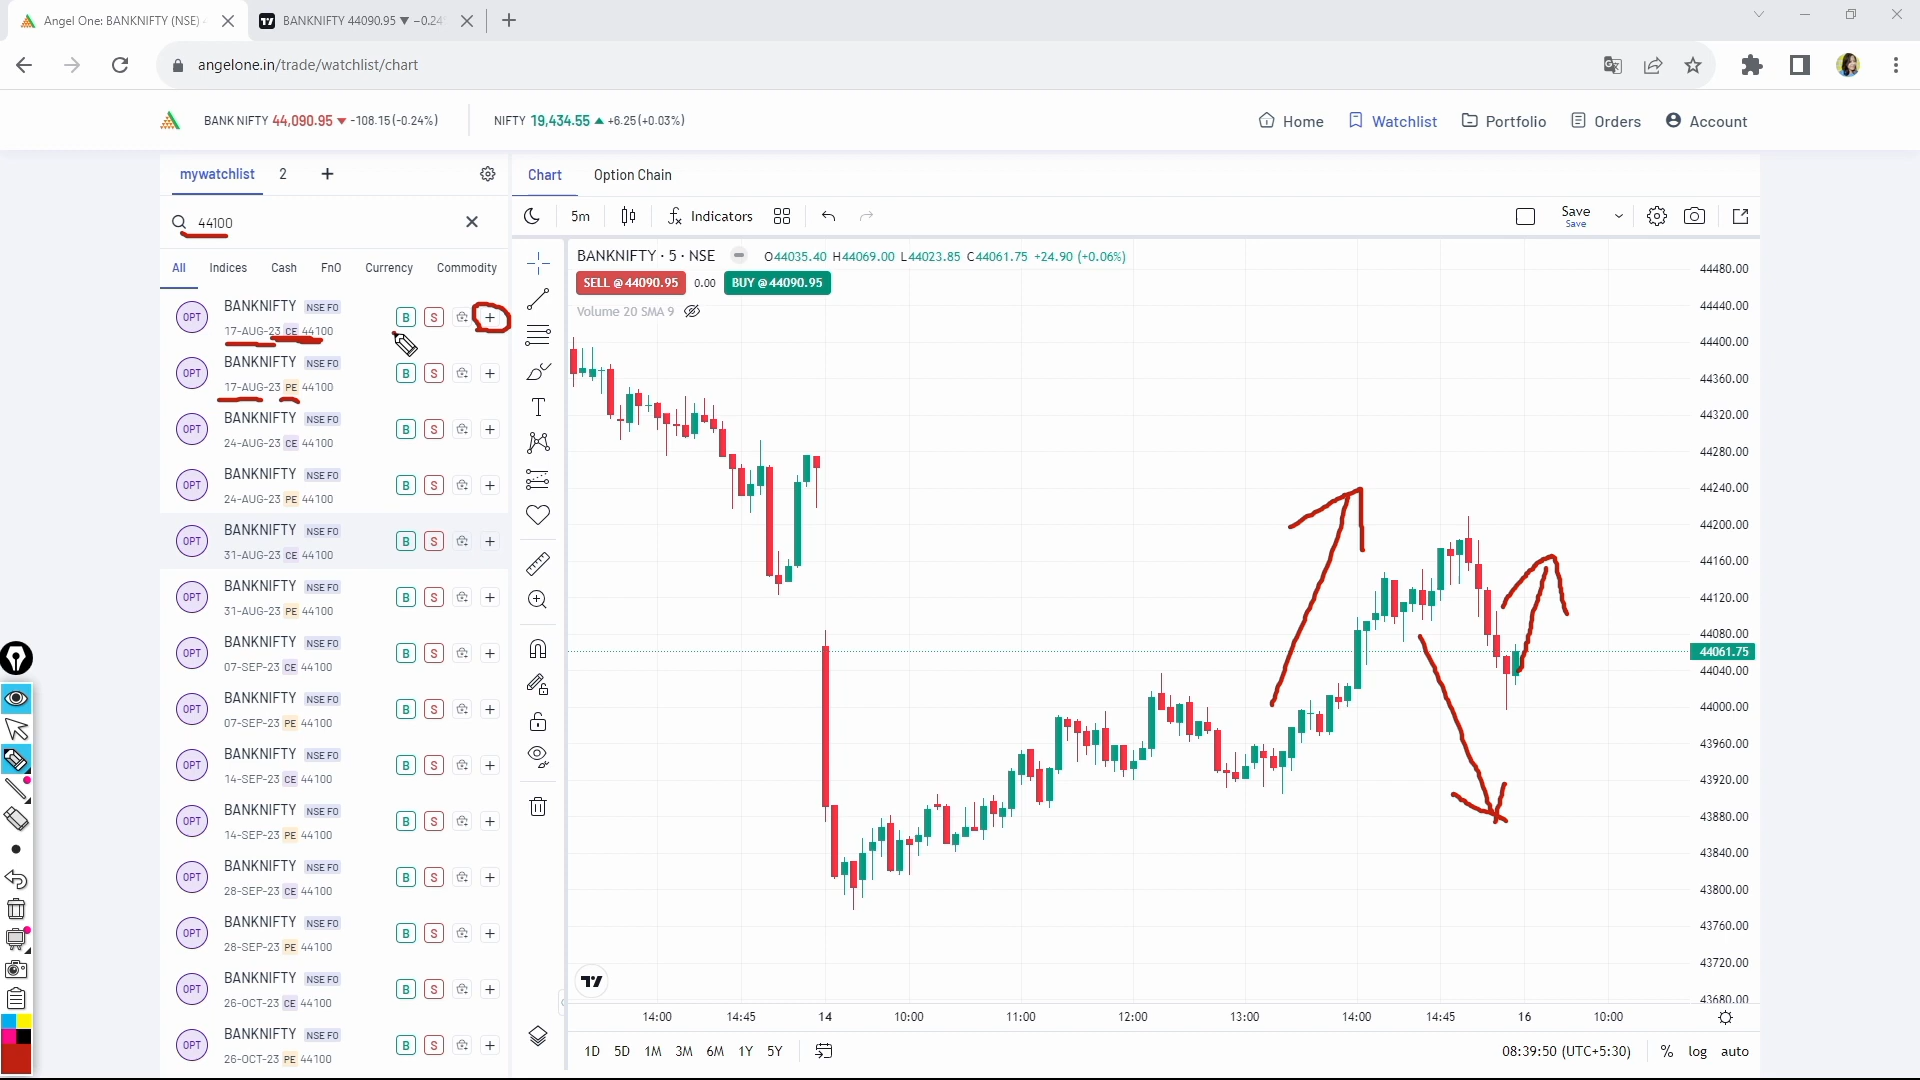 Angel One: BANKNIFTY (NSE)
BANKNIFTY 44090.95 ▼ −0.24
angelone.in/trade/watchlist/chart
BANK NIFTY 44,090.95 ▼ -108.15(-0.24%)
NIFTY 19,434.55 ▲ +6.25(+0.03%)
Home
Watchlist
Portfolio
Orders
Account
mywatchlist 2 +
Chart
Option Chain
44100
5m
Indicators
Save
Save
All Indices Cash FnO Currency Commodity
BANKNIFTY · 5 · NSE
O44035.40 H44069.00 L44023.85 C44061.75 +24.90 (+0.06%)
SELL @ 44090.95
0.00
BUY @ 44090.95
Volume 20 SMA 9
OPT BANKNIFTY NSE FO B S +
17-AUG-23 CE 44100
OPT BANKNIFTY NSE FO B S +
17-AUG-23 PE 44100
OPT BANKNIFTY NSE FO B S +
24-AUG-23 CE 44100
OPT BANKNIFTY NSE FO B S +
24-AUG-23 PE 44100
OPT BANKNIFTY NSE FO B S +
31-AUG-23 CE 44100
OPT BANKNIFTY NSE FO B S +
31-AUG-23 PE 44100
OPT BANKNIFTY NSE FO B S +
07-SEP-23 CE 44100
OPT BANKNIFTY NSE FO B S +
07-SEP-23 PE 44100
OPT BANKNIFTY NSE FO B S +
14-SEP-23 CE 44100
OPT BANKNIFTY NSE FO B S +
14-SEP-23 PE 44100
OPT BANKNIFTY NSE FO B S +
28-SEP-23 CE 44100
OPT BANKNIFTY NSE FO B S +
28-SEP-23 PE 44100
OPT BANKNIFTY NSE FO B S +
26-OCT-23 CE 44100
OPT BANKNIFTY NSE FO B S +
26-OCT-23 PE 44100
44480.00
44440.00
44400.00
44360.00
44320.00
44280.00
44240.00
44200.00
44160.00
44120.00
44080.00
44061.75
44040.00
44000.00
43960.00
43920.00
43880.00
43840.00
43800.00
43760.00
43720.00
43680.00
14:00 14:45 14 10:00 11:00 12:00 13:00 14:00 14:45 16 10:00
1D 5D 1M 3M 6M 1Y 5Y
08:39:50 (UTC+5:30) % log auto